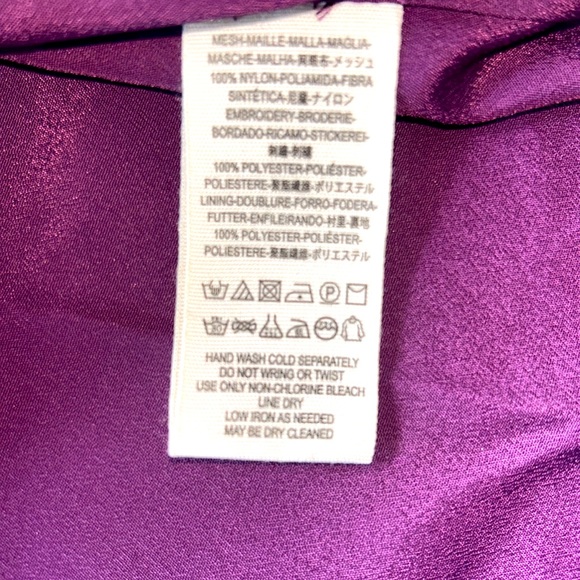 MESH-MAILLE-MALLA-MAGLIA-
MASCHE-MALHA-聚酯布-メッシュ
100% NYLON-POLIAMIDA-FIBRA
SINTÉTICA-尼龍-ナイロン
EMBROIDERY-BRODERIE-
BORDADO-RICAMO-STICKEREI-
刺繡-刺繍
100% POLYESTER-POLIÉSTER-
POLIESTERE-聚酯纖維-ポリエステル
LINING-DOUBLURE-FORRO-FODERA-
FUTTER-ENFILEIRANDO-衬里-裏地
100% POLYESTER-POLIÉSTER-
POLIESTERE-聚酯纖維-ポリエステル
HAND WASH COLD SEPARATELY
DO NOT WRING OR TWIST
USE ONLY NON-CHLORINE BLEACH
LINE DRY
LOW IRON AS NEEDED
MAY BE DRY CLEANED